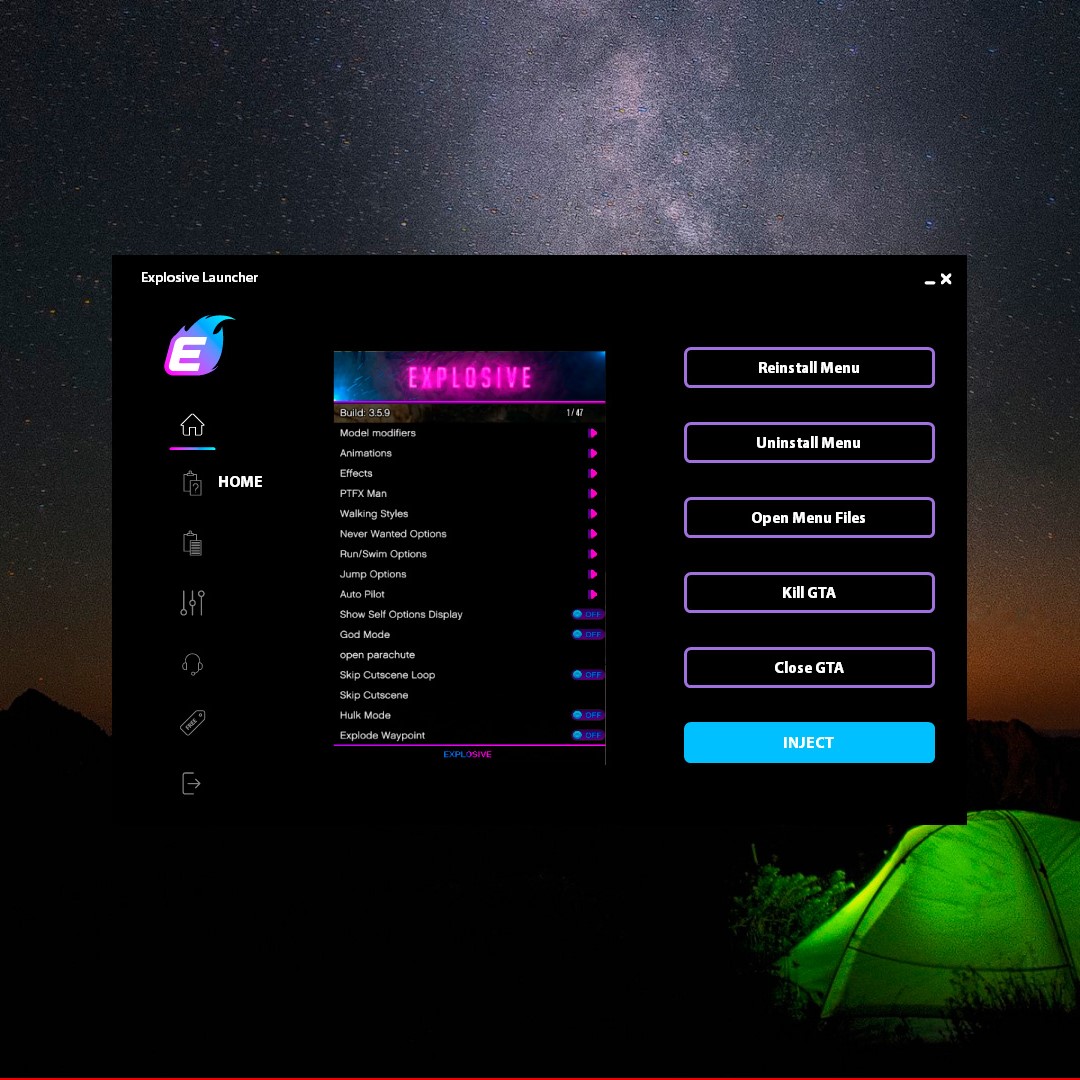 Explosive Launcher
E
HOME
FREE
EXPLOSIVE
Build: 3.5.9 1 / 47
Model modifiers
Animations
Effects
PTFX Man
Walking Styles
Never Wanted Options
Run/Swim Options
Jump Options
Auto Pilot
Show Self Options Display OFF
God Mode OFF
open parachute
Skip Cutscene Loop OFF
Skip Cutscene
Hulk Mode OFF
Explode Waypoint OFF
EXPLOSIVE
Reinstall Menu
Uninstall Menu
Open Menu Files
Kill GTA
Close GTA
INJECT